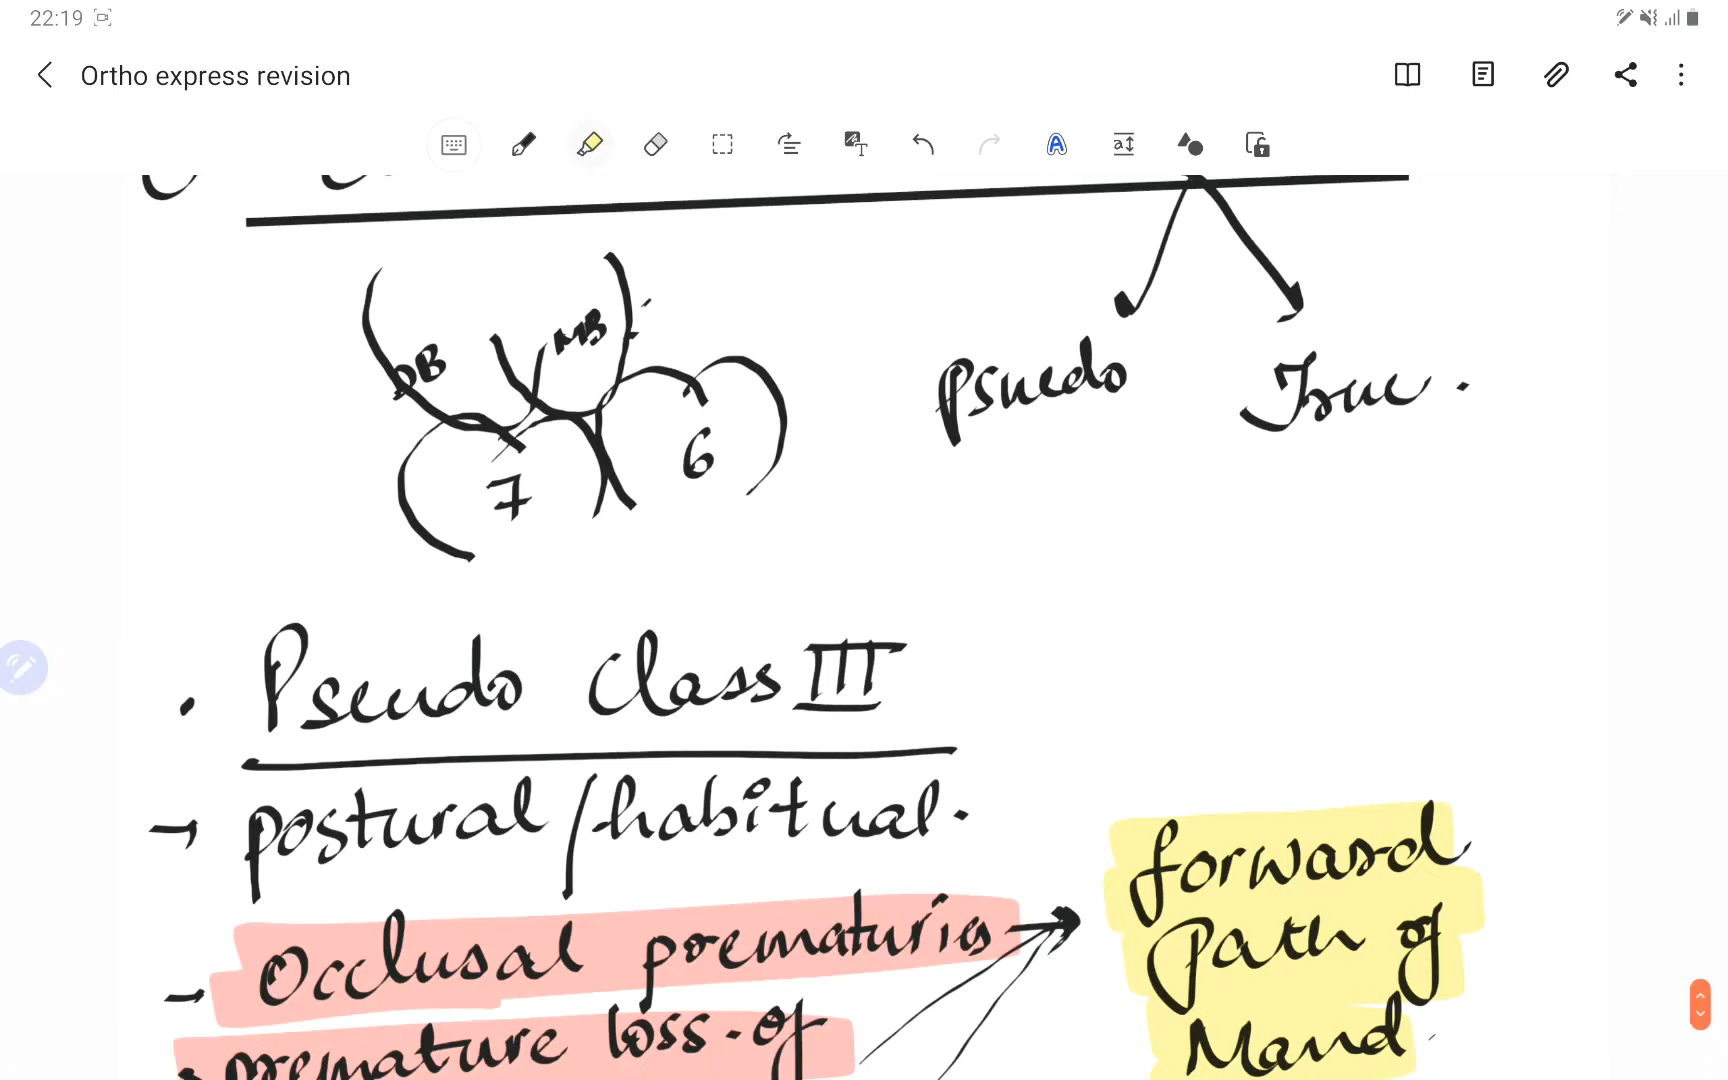 22:19
Ortho express revision
DB
MB
7
6
Psuedo
True.
. Pseudo Class III
→ postural/habitual.
- Occlusal prematuries
premature loss of
forward
Path of
Mand